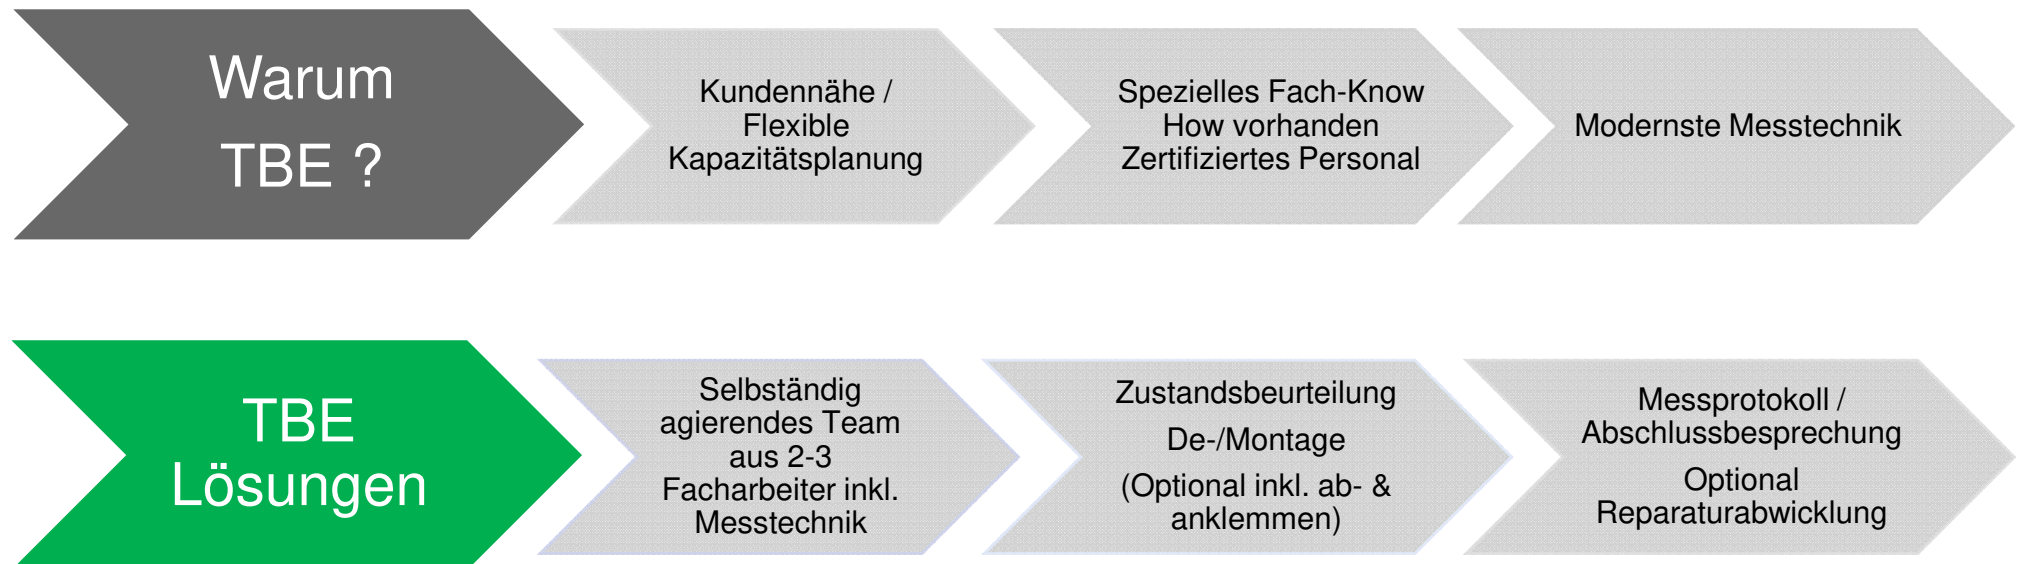 Warum
TBE ?
Kundennähe /
Flexible
Kapazitätsplanung
Spezielles Fach-Know
How vorhanden
Zertifiziertes Personal
Modernste Messtechnik
TBE
Lösungen
Selbständig
agierendes Team
aus 2-3
Facharbeiter inkl.
Messtechnik
Zustandsbeurteilung
De-/Montage
(Optional inkl. ab- &
anklemmen)
Messprotokoll /
Abschlussbesprechung
Optional
Reparaturabwicklung